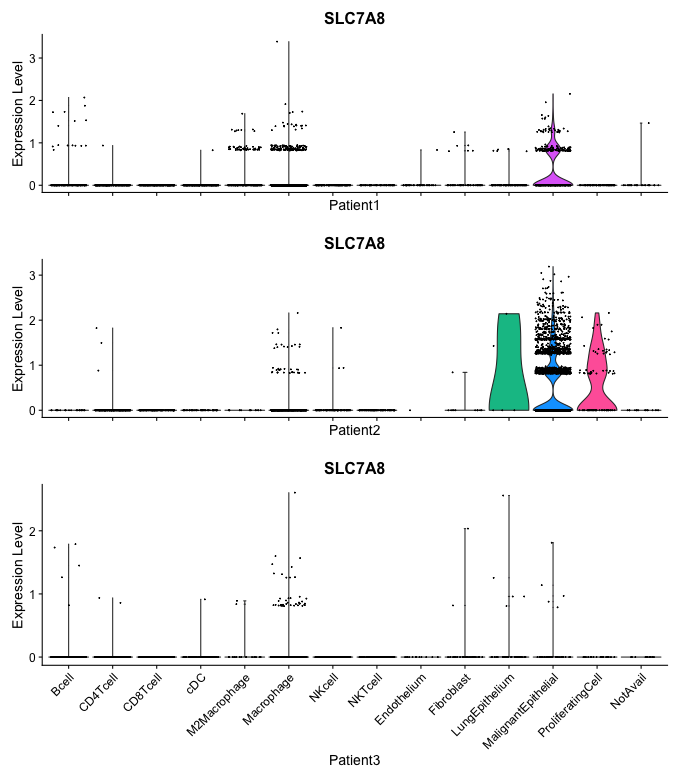 SLC7A8
Expression Level
3
2
1
0
Patient1
SLC7A8
Expression Level
3
2
1
0
Patient2
SLC7A8
Expression Level
2
1
0
Bcell
CD4Tcell
CD8Tcell
cDC
M2Macrophage
Macrophage
NKcell
NKTcell
Endothelium
Fibroblast
LungEpithelium
MalignantEpithelial
ProliferatingCell
NotAvail
Patient3